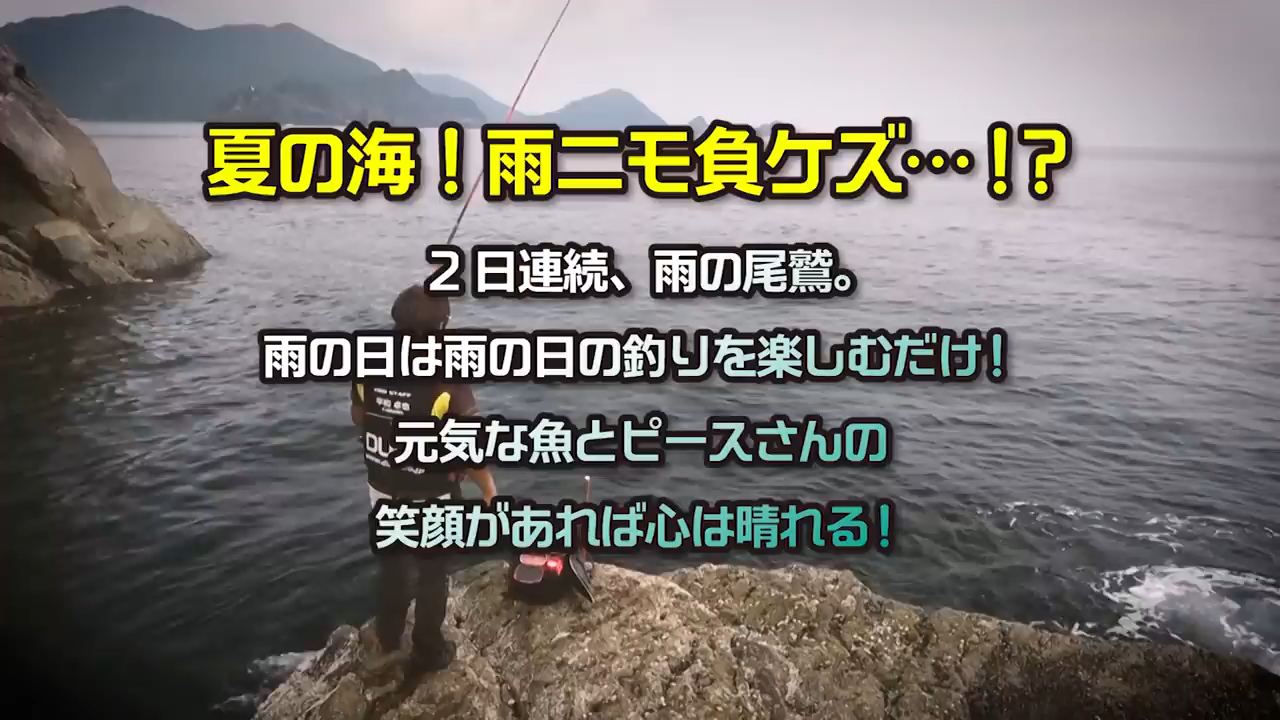 夏の海！雨ニモ負ケズ…！？
２日連続、雨の尾鷲。
雨の日は雨の日の釣りを楽しむだけ！
元気な魚とピースさんの
笑顔があれば心は晴れる！